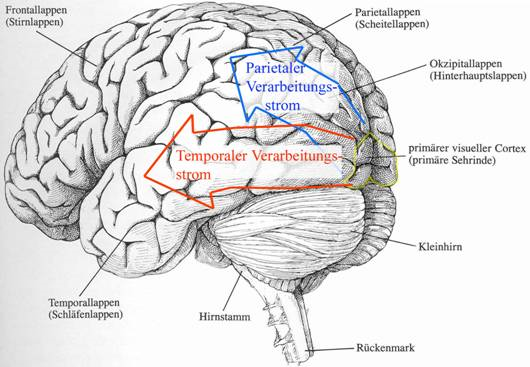 Frontallappen
(Stirnlappen)
Parietallappen
(Scheitellappen)
Okzipitallappen
(Hinterhauptslappen)
Parietaler
Verarbeitungs-
strom
Temporaler Verarbeitungs-
strom
primärer visueller Cortex
(primäre Sehrinde)
Kleinhirn
Temporallappen
(Schläfenlappen)
Hirnstamm
Rückenmark